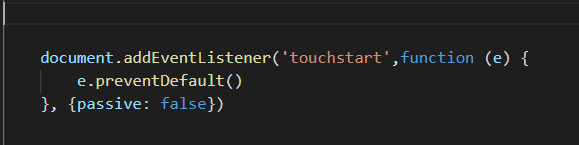 document.addEventListener('touchstart',function (e) {
    e.preventDefault()
}, {passive: false})